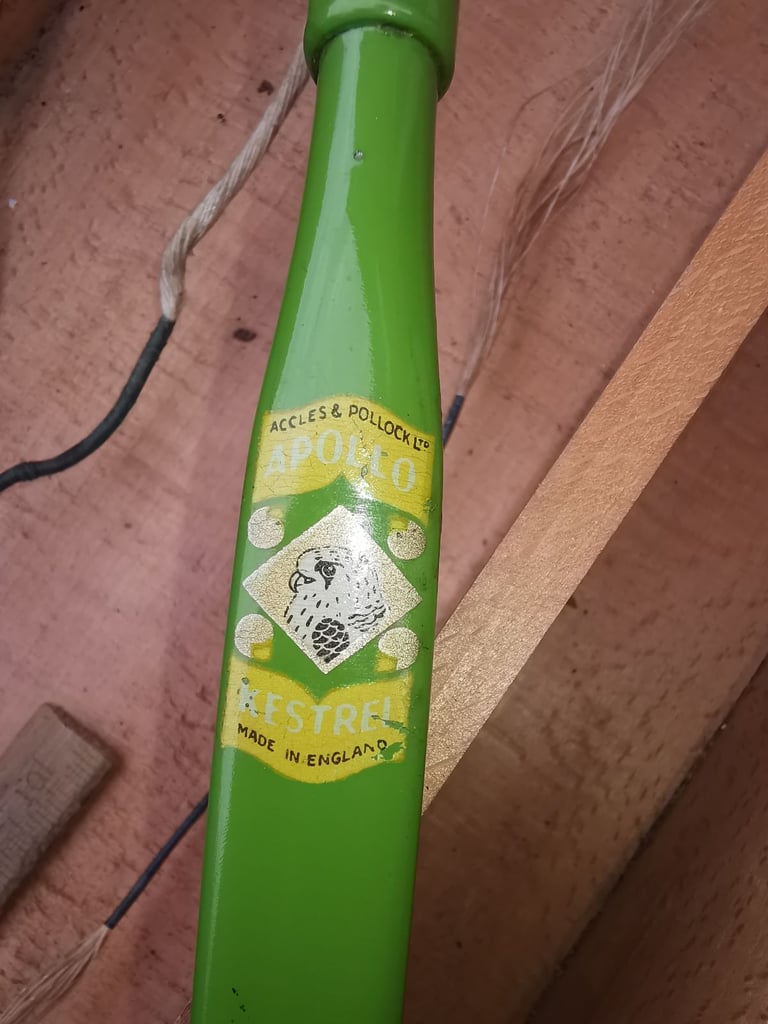 ACCLES & POLLOCK LTD
APOLLO
KESTREL
MADE IN ENGLAND